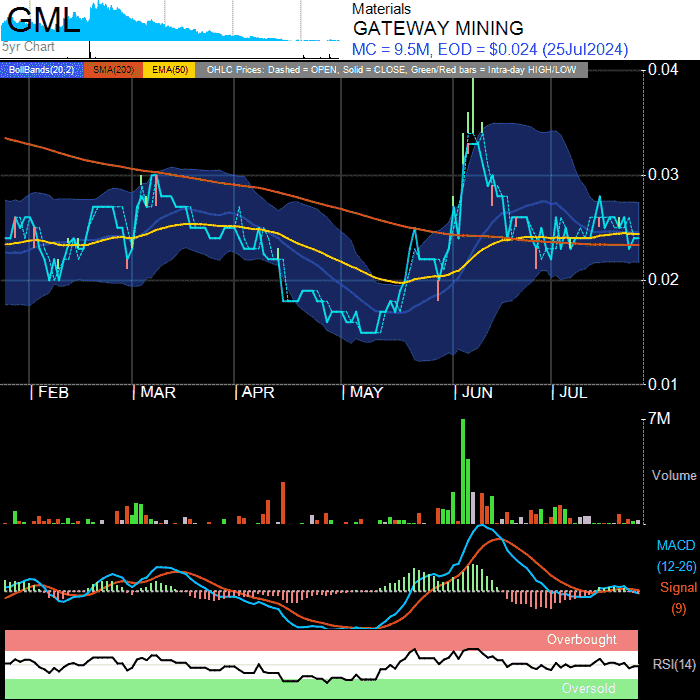 GML
5yr Chart
Materials
GATEWAY MINING
MC = 9.5M, EOD = $0.024 (25Jul2024)
BollBands(20,2) SMA(200) EMA(50) OHLC Prices: Dashed = OPEN, Solid = CLOSE, Green/Red bars = Intra-day HIGH/LOW
0.04
0.03
0.02
0.01
| FEB | MAR | APR | MAY | JUN | JUL
7M
Volume
MACD
(12-26)
Signal
(9)
Overbought
RSI(14)
Oversold